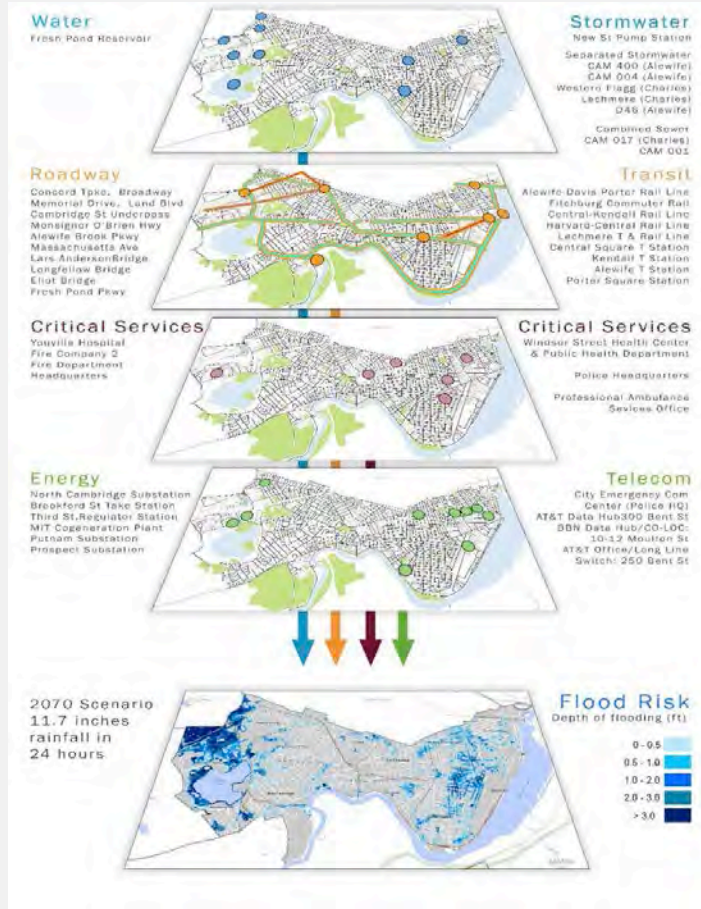 Water
Fresh Pond Reservoir
Stormwater
New St Pump Station
Separated Stormwater
CAM 400 (Alewife)
CAM 004 (Alewife)
Western Flagg (Charles)
Lechmere (Charles)
D46 (Alewife)
Combined Sewer
CAM 017 (Charles)
CAM 001
Roadway
Concord Tpke, Broadway
Memorial Drive, Land Blvd
Cambridge St Underpass
Monsignor O'Brien Hwy
Alewife Brook Pkwy
Massachusetts Ave
Lars AndersonBridge
Longfellow Bridge
Eliot Bridge
Fresh Pond Pkwy
Transit
Alewife-Davis Porter Rail Line
Fitchburg Commuter Rail
Central-Kendall Rail Line
Harvard-Central Rail Line
Lechmere T & Rail Line
Central Square T Station
Kendall T Station
Alewife T Station
Porter Square Station
Critical Services
Youville Hospital
Fire Company 2
Fire Department
Headquarters
Critical Services
Windsor Street Health Center
& Public Health Department
Police Headquarters
Professional Ambulance
Sevices Office
Energy
North Cambridge Substation
Brookford St Take Station
Third St.Regulator Station
MIT Cogeneration Plant
Putnam Substation
Prospect Substation
Telecom
City Emergency Com
Center (Police HQ)
AT&T Data Hub300 Bent St
BBN Data Hub/CO-LOC:
10-12 Moulton St
AT&T Office/Long Line
Switch: 250 Bent St
2070 Scenario
11.7 inches
rainfall in
24 hours
Flood Risk
Depth of flooding (ft)
0-0.5
0.5-1.0
1.0-2.0
2.0-3.0
>3.0